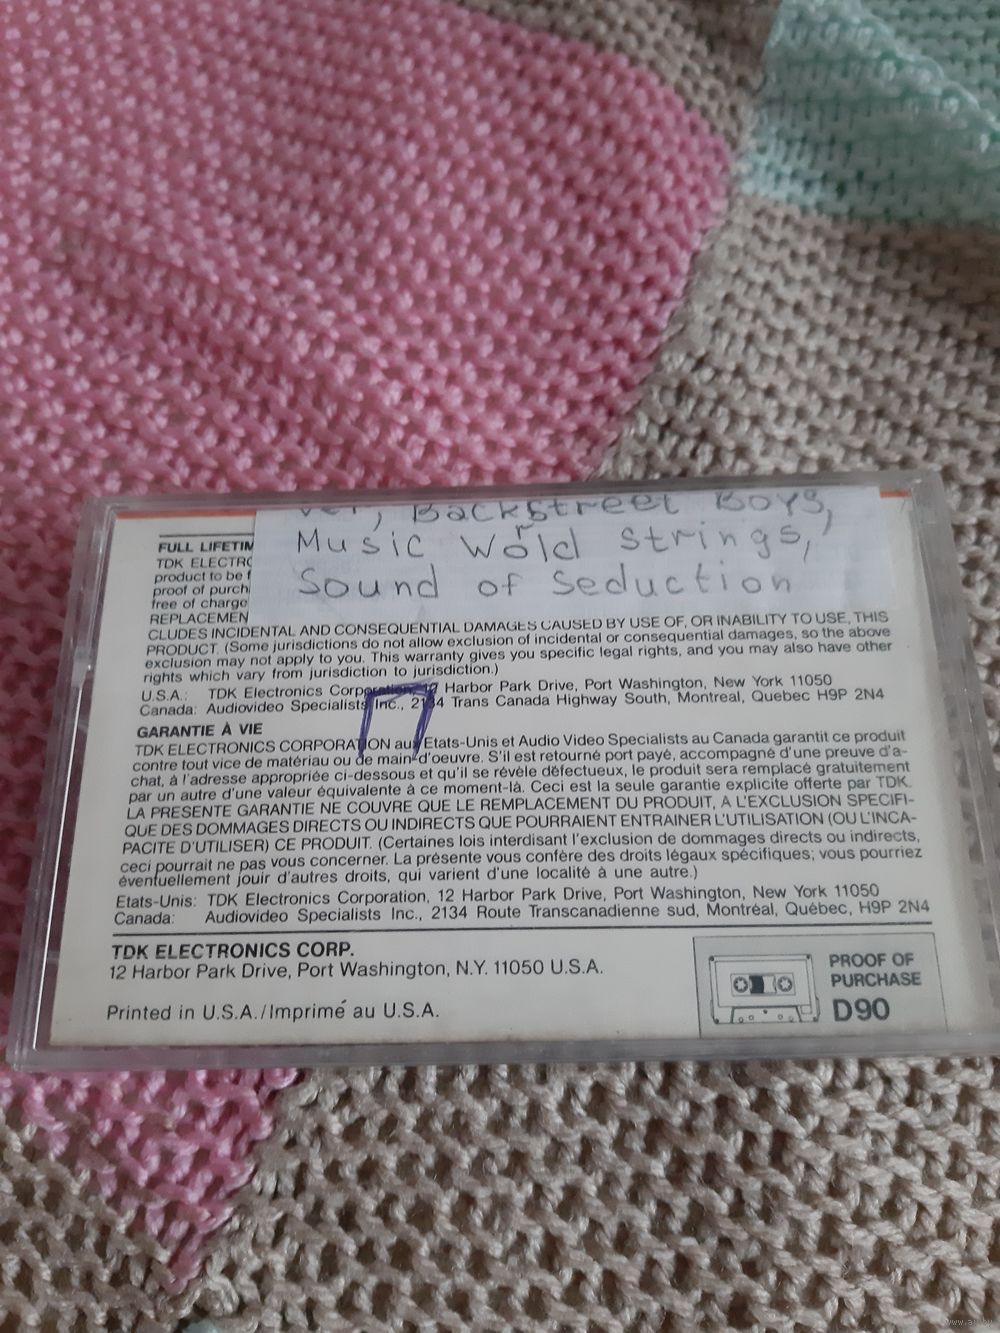 Backstreet Boys,
Music World Strings,
Sound of Seduction
FULL LIFETIM
TDK ELECTRO
product to be f
proof of purch
free of charge
REPLACEMEN
CLUDES INCIDENTAL AND CONSEQUENTIAL DAMAGES CAUSED BY USE OF, OR INABILITY TO USE, THIS
PRODUCT. (Some jurisdictions do not allow exclusion of incidental or consequential damages, so the above
exclusion may not apply to you. This warranty gives you specific legal rights, and you may also have other
rights which vary from jurisdiction to jurisdiction.)
U.S.A.: TDK Electronics Corporation, 12 Harbor Park Drive, Port Washington, New York 11050
Canada: Audiovideo Specialists Inc., 2134 Trans Canada Highway South, Montreal, Quebec H9P 2N4
П
GARANTIE À VIE
TDK ELECTRONICS CORPORATION aux Etats-Unis et Audio Video Specialists au Canada garantit ce produit
contre tout vice de matériau ou de main d'oeuvre. S'il est retourné port payé, accompagné d'une preuve d'a-
chat, à l'adresse appropriée ci-dessous et qu'il se révèle défectueux, le produit sera remplacé gratuitement
par un autre d'une valeur équivalente à ce moment-là. Ceci est la seule garantie explicite offerte par TDK.
LA PRESENTE GARANTIE NE COUVRE QUE LE REMPLACEMENT DU PRODUIT, A L'EXCLUSION SPECIFI-
QUE DES DOMMAGES DIRECTS OU INDIRECTS QUE POURRAIENT ENTRAINER L'UTILISATION (OU L'INCA-
PACITE D'UTILISER) CE PRODUIT. (Certaines lois interdisant l'exclusion de dommages directs ou indirects,
ceci pourrait ne pas vous concerner. La présente vous confère des droits légaux spécifiques; vous pourriez
éventuellement jouir d'autres droits, qui varient d'une localité à une autre.)
Etats-Unis: TDK Electronics Corporation, 12 Harbor Park Drive, Port Washington, New York 11050
Canada: Audiovideo Specialists Inc., 2134 Route Transcanadienne sud, Montréal, Québec, H9P 2N4
TDK ELECTRONICS CORP.
12 Harbor Park Drive, Port Washington, N.Y. 11050 U.S.A.
Printed in U.S.A./Imprimé au U.S.A.
PROOF OF
PURCHASE
D90